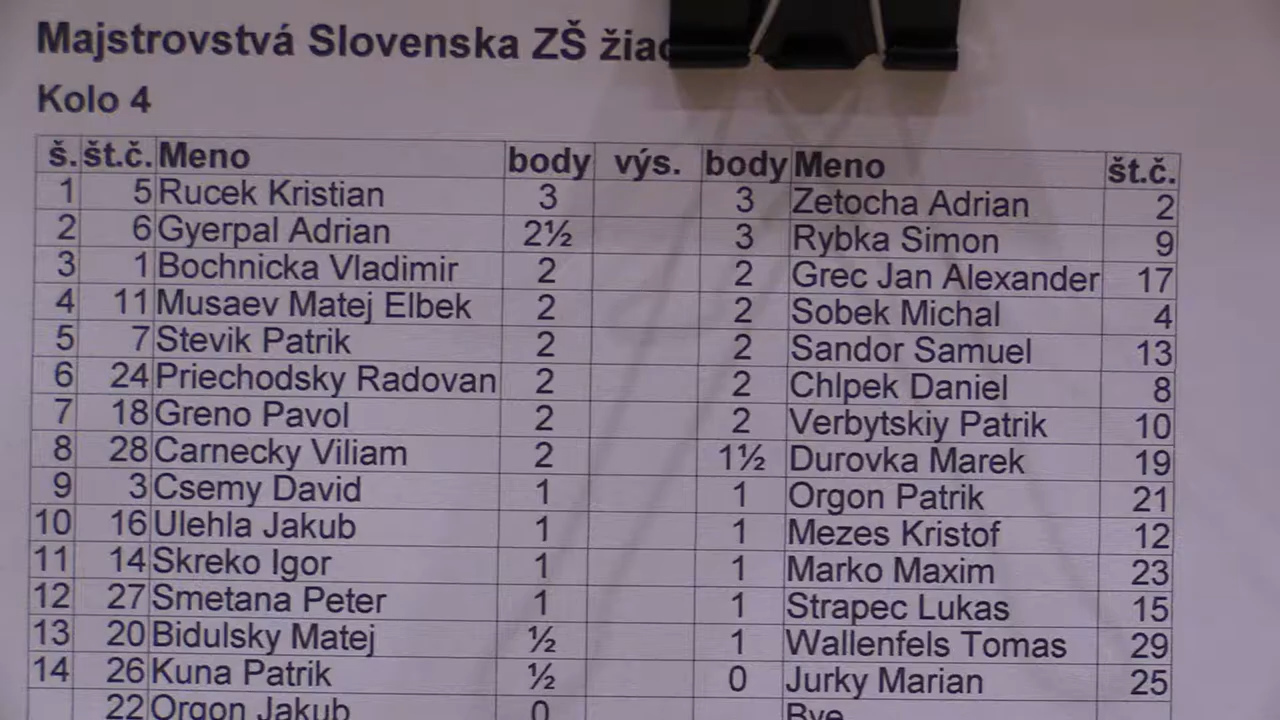 Majstrovstvá Slovenska ZŠ
Kolo 4
š. št.č. Meno body výs. body Meno št.č.
1 5 Rucek Kristian 3 3 Zetocha Adrian 2
2 6 Gyerpal Adrian 2½ 3 Rybka Simon 9
3 1 Bochnicka Vladimir 2 2 Grec Jan Alexander 17
4 11 Musaev Matej Elbek 2 2 Sobek Michal 4
5 7 Stevik Patrik 2 2 Sandor Samuel 13
6 24 Priechodsky Radovan 2 2 Chlpek Daniel 8
7 18 Greno Pavol 2 2 Verbytskiy Patrik 10
8 28 Carnecky Viliam 2 1½ Durovka Marek 19
9 3 Csemy David 1 1 Orgon Patrik 21
10 16 Ulehla Jakub 1 1 Mezes Kristof 12
11 14 Skreko Igor 1 1 Marko Maxim 23
12 27 Smetana Peter 1 1 Strapec Lukas 15
13 20 Bidulsky Matej ½ 1 Wallenfels Tomas 29
14 26 Kuna Patrik ½ 0 Jurky Marian 25
22 Orgon Jakub 0 Bye